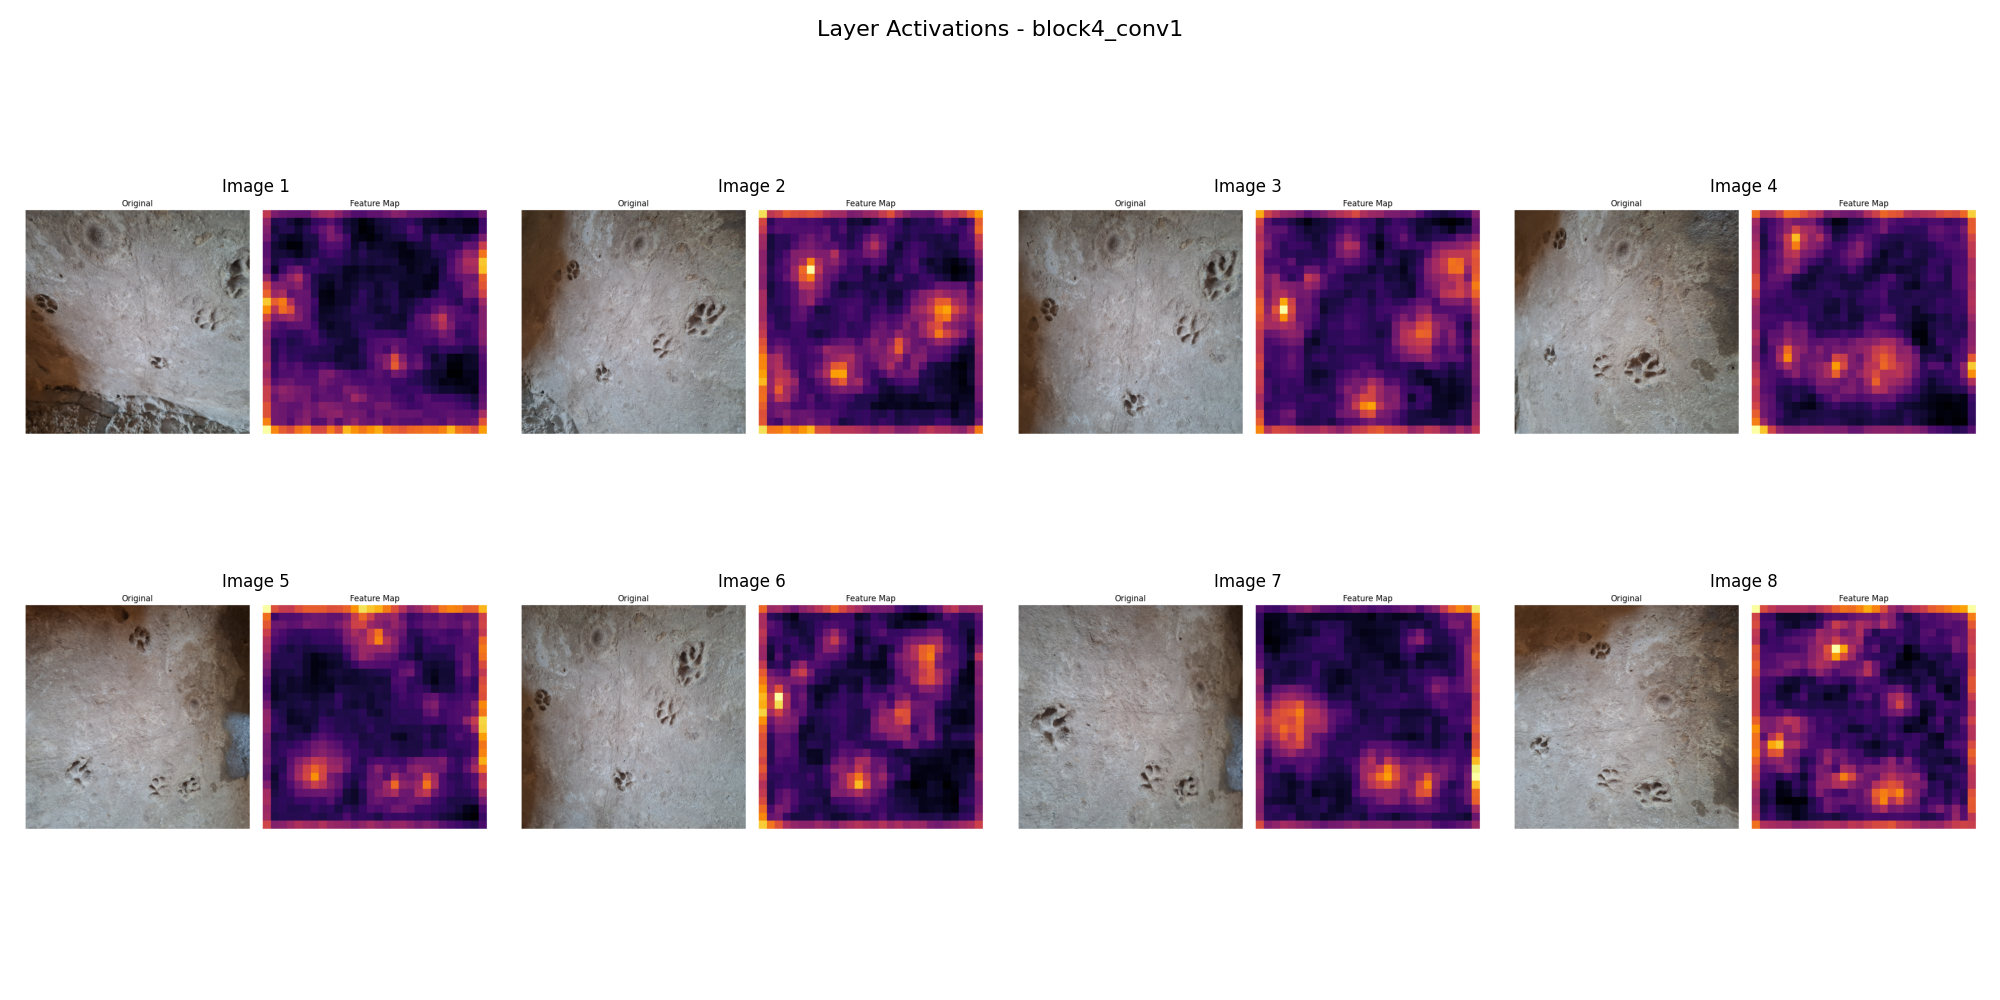 Layer Activations - block4_conv1
Image 1
Image 2
Image 3
Image 4
Original
Feature Map
Original
Feature Map
Original
Feature Map
Original
Feature Map
Image 5
Image 6
Image 7
Image 8
Original
Feature Map
Original
Feature Map
Original
Feature Map
Original
Feature Map